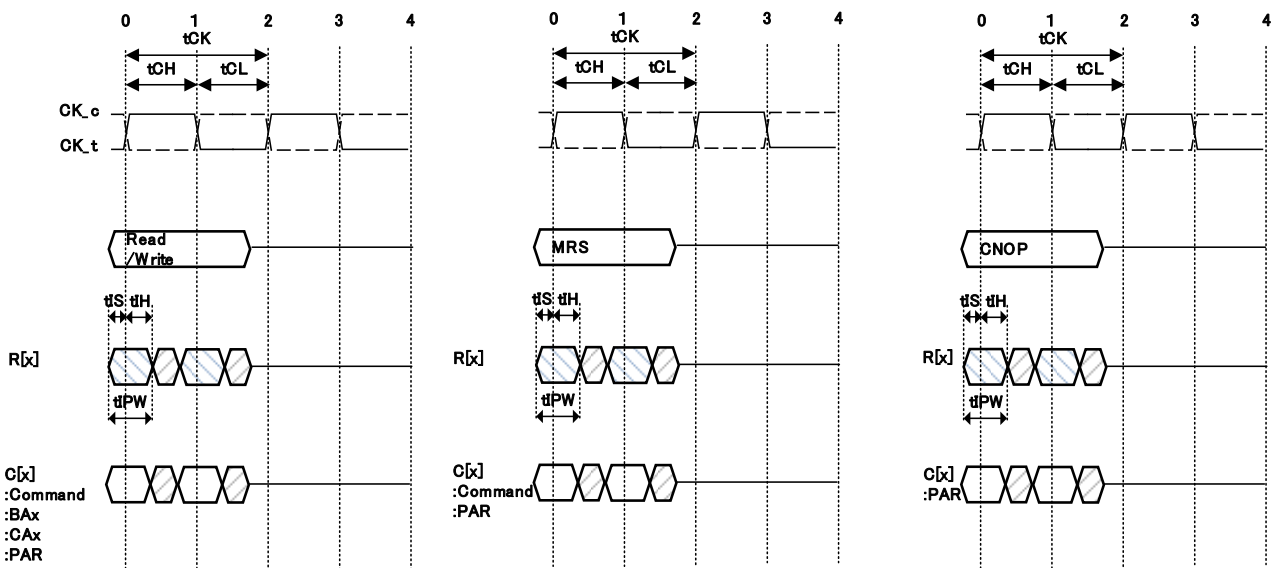 0 1 2 3 4
tCK
tCH tCL
CK_c
CK_t
Read
/Write
tIS tIH
R[x]
tIPW
C[x]
:Command
:BAx
:CAx
:PAR
0 1 2 3 4
tCK
tCH tCL
MRS
tIS tIH
R[x]
tIPW
C[x]
:Command
:PAR
0 1 2 3 4
tCK
tCH tCL
CNOP
tIS tIH
R[x]
tIPW
C[x]
:PAR